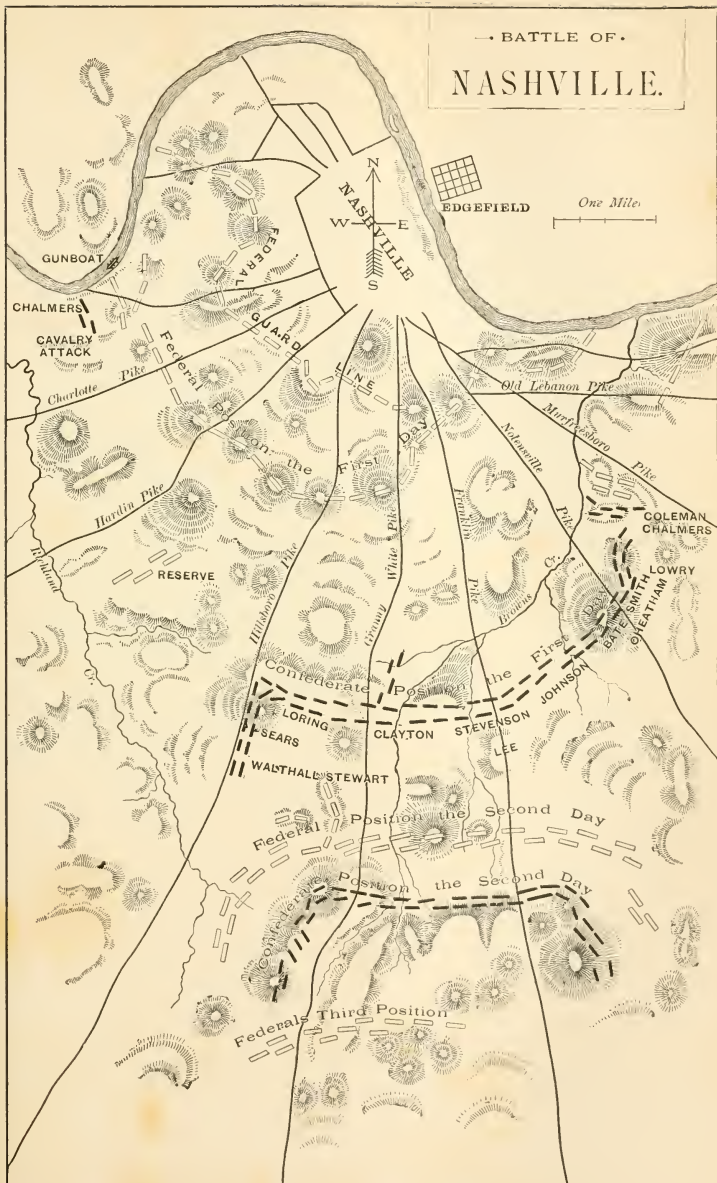 BATTLE OF
NASHVILLE.
N
W E
S
NASHVILLE
EDGEFIELD
One Mile
GUNBOAT
CHALMERS
CAVALRY
ATTACK
FEDERAL
GUARD
LINE
Federal Position the First Day
Charlotte Pike
Old Lebanon Pike
Murfreesboro Pike
Nolensville Pike
Hardin Pike
Richland Cr.
Hillsboro Pike
Granny White Pike
Franklin Pike
Browns Cr.
COLEMAN
CHALMERS
RESERVE
LOWRY
BATE
SMITH
CHEATHAM
Confederate Position the First Day
LORING
SEARS
WALTHALL STEWART
CLAYTON
STEVENSON
JOHNSON
LEE
Federal Position the Second Day
Confederate Position the Second Day
Federals Third Position